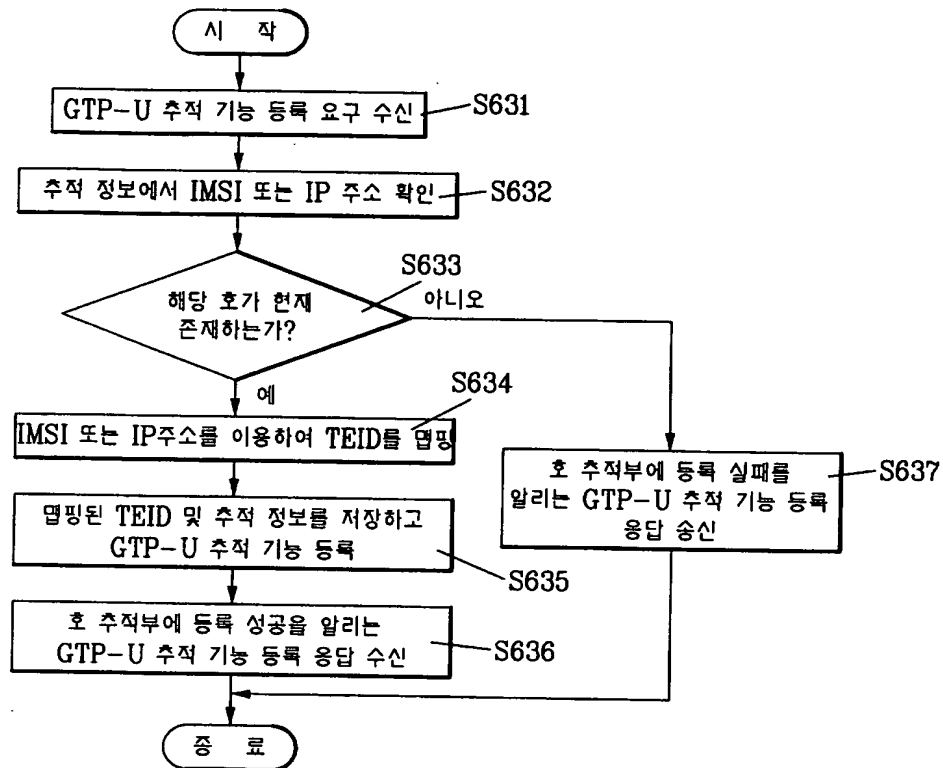 시 작
GTP-U 추적 기능 등록 요구 수신
S631
추적 정보에서 IMSI 또는 IP 주소 확인
S632
S633
해당 호가 현재
존재하는가?
아니오
예
S634
IMSI 또는 IP주소를 이용하여 TEID를 맵핑
호 추적부에 등록 실패를
알리는 GTP-U 추적 기능 등록
응답 송신
S637
맵핑된 TEID 및 추적 정보를 저장하고
GTP-U 추적 기능 등록
S635
호 추적부에 등록 성공을 알리는
GTP-U 추적 기능 등록 응답 수신
S636
종 료